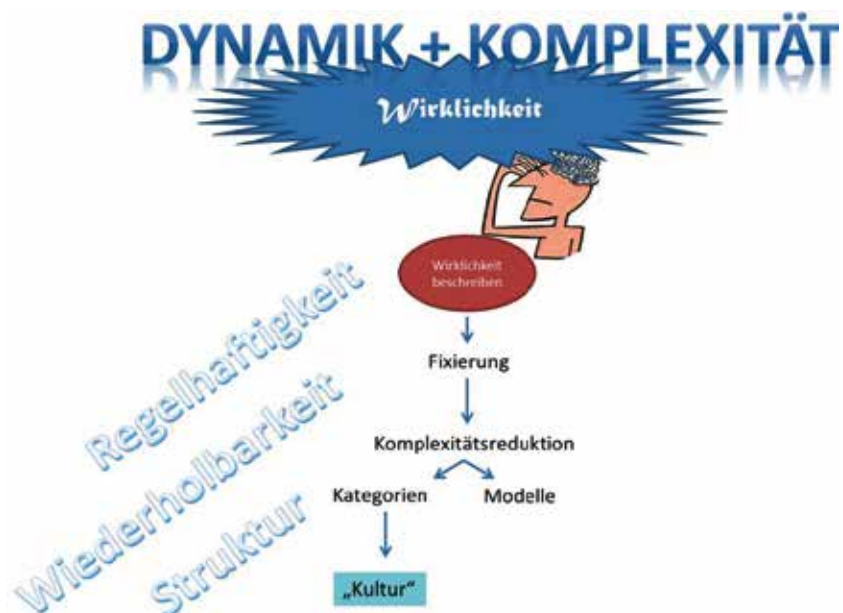 DYNAMIK + KOMPLEXITÄT
Wirklichkeit
Wirklichkeit
beschreiben
Fixierung
Komplexitätsreduktion
Kategorien
Modelle
„Kultur“
Regelhaftigkeit
Wiederholbarkeit
Struktur